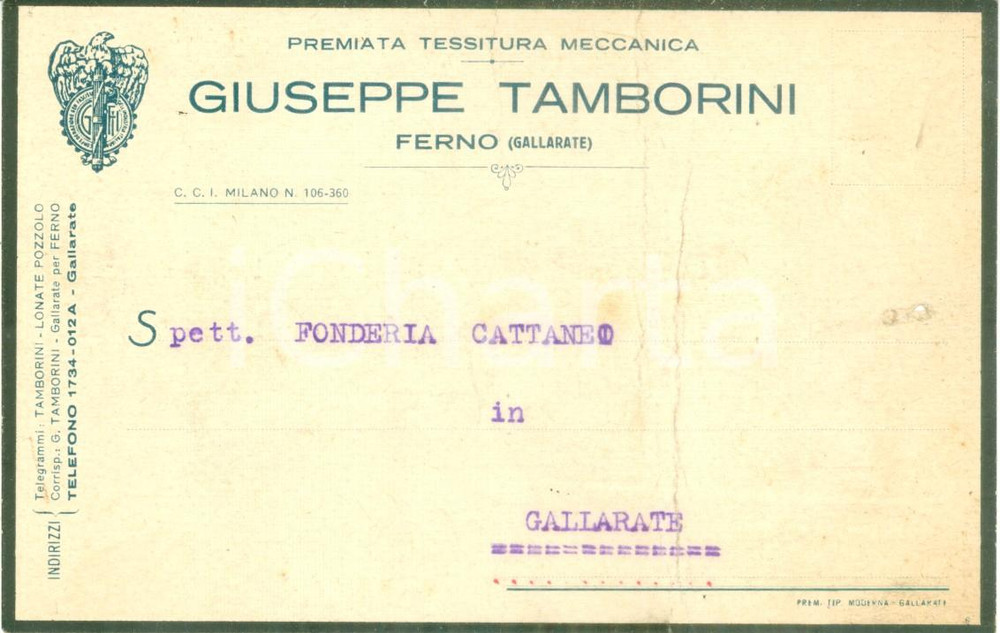 PREMIATA TESSITURA MECCANICA
GIUSEPPE TAMBORINI
FERNO (GALLARATE)
C. C. I. MILANO N. 106-360
INDIRIZZI
Telegrammi: TAMBORINI - LONATE POZZOLO
Corrisp.: G. TAMBORINI - Gallarate per FERNO
TELEFONO 1734-012A - Gallarate
iCharta
Spett. FONDERIA CATTANEO
in
GALLARATE
PREM. TIP. MODERNA - GALLARATE